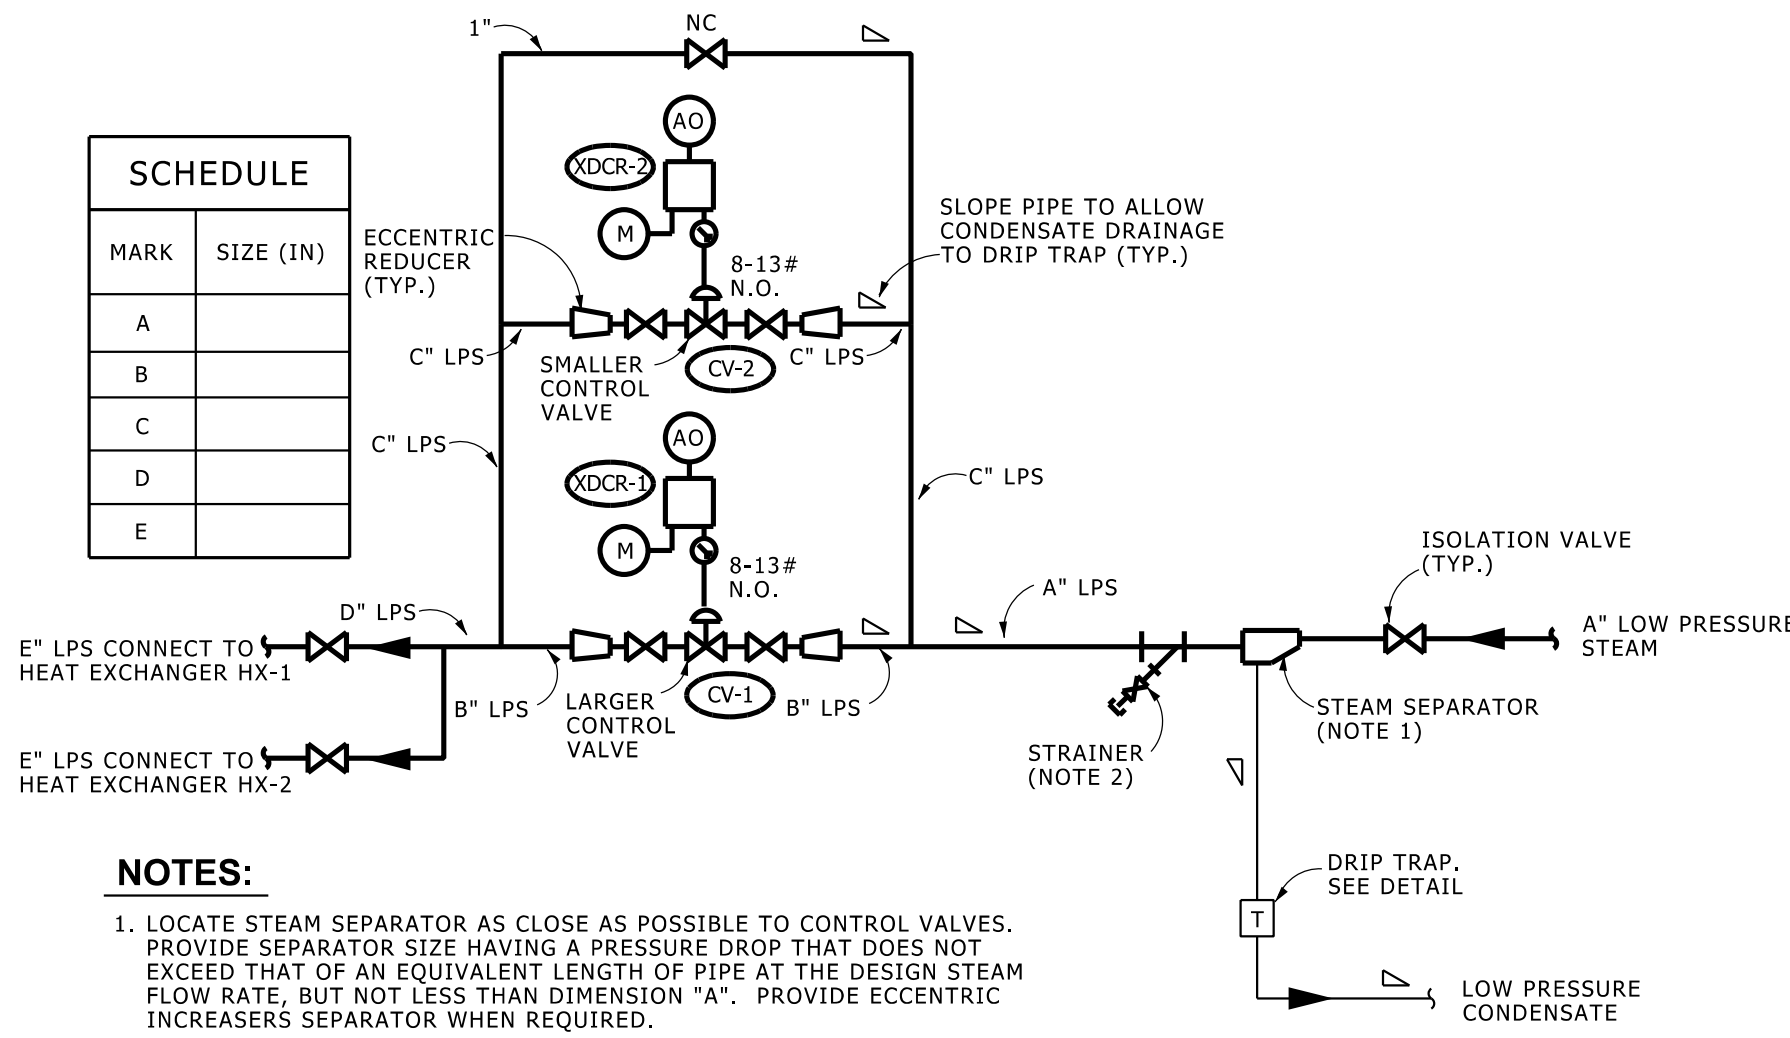 1"
NC
AO
XDCR-2
M
SCHEDULE
MARK
SIZE (IN)
A
B
C
D
E
ECCENTRIC
REDUCER
(TYP.)
8-13#
N.O.
SLOPE PIPE TO ALLOW
CONDENSATE DRAINAGE
TO DRIP TRAP (TYP.)
C" LPS
SMALLER
CONTROL
VALVE
CV-2
C" LPS
C" LPS
AO
XDCR-1
M
C" LPS
8-13#
N.O.
D" LPS
A" LPS
ISOLATION VALVE
(TYP.)
A" LOW PRESSURE
STEAM
E" LPS CONNECT TO
HEAT EXCHANGER HX-1
B" LPS
LARGER
CONTROL
VALVE
CV-1
B" LPS
STEAM SEPARATOR
(NOTE 1)
STRAINER
(NOTE 2)
E" LPS CONNECT TO
HEAT EXCHANGER HX-2
DRIP TRAP.
SEE DETAIL
T
LOW PRESSURE
CONDENSATE
NOTES:
1. LOCATE STEAM SEPARATOR AS CLOSE AS POSSIBLE TO CONTROL VALVES.
PROVIDE SEPARATOR SIZE HAVING A PRESSURE DROP THAT DOES NOT
EXCEED THAT OF AN EQUIVALENT LENGTH OF PIPE AT THE DESIGN STEAM
FLOW RATE, BUT NOT LESS THAN DIMENSION "A". PROVIDE ECCENTRIC
INCREASERS SEPARATOR WHEN REQUIRED.